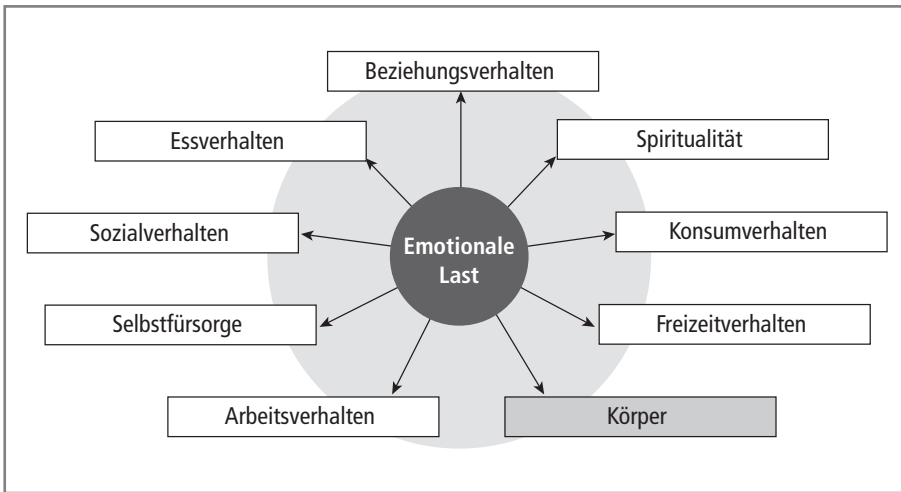 Beziehungsverhalten
Essverhalten
Spiritualität
Sozialverhalten
Emotionale
Last
Konsumverhalten
Selbstfürsorge
Freizeitverhalten
Arbeitsverhalten
Körper